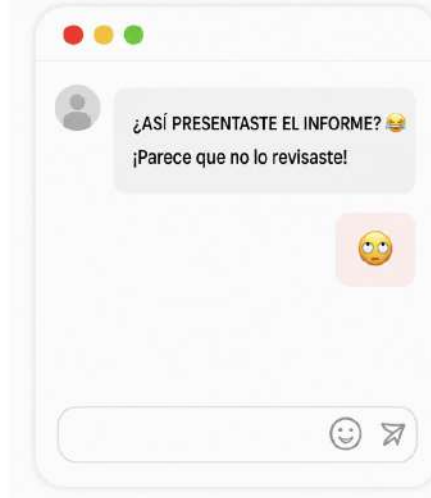 ¿ASÍ PRESENTASTE EL INFORME? 😂
¡Parece que no lo revisaste!
🙄